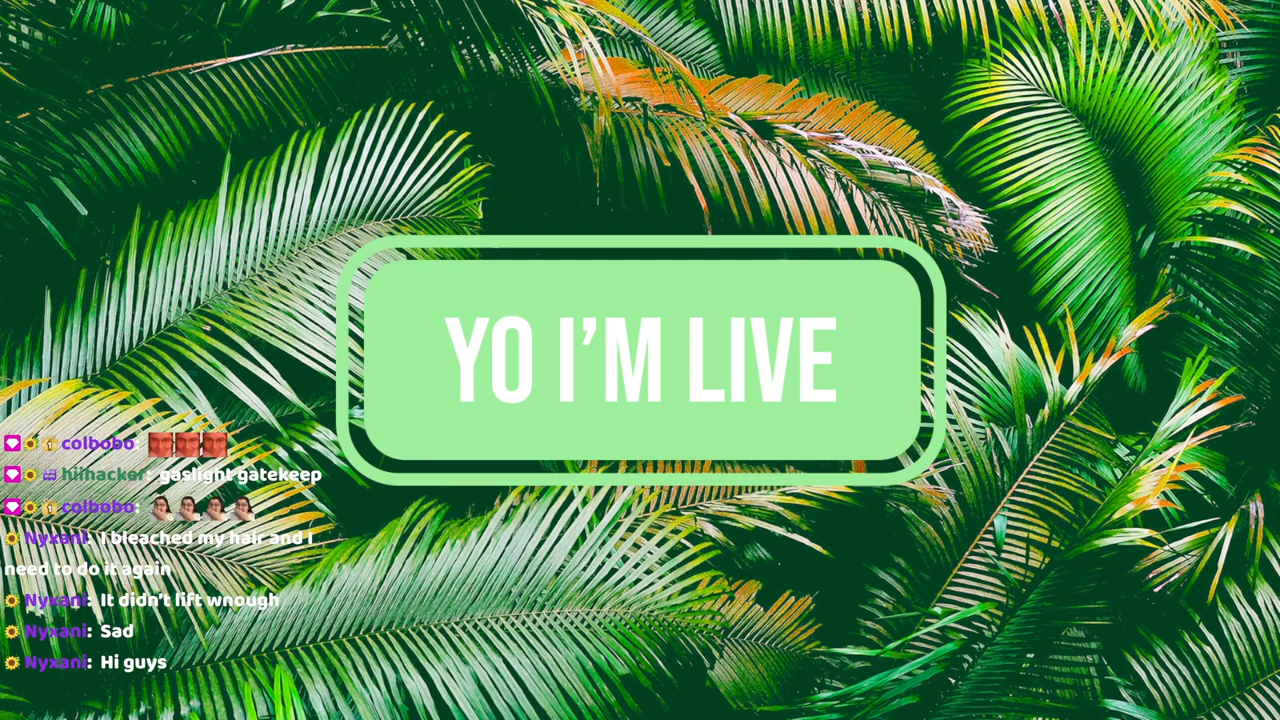 YO I'M LIVE
colbobo:
hiihacker: gaslight gatekeep
colbobo:
Nyxani: I bleached my hair and I
need to do it again
Nyxani: It didn't lift wnough
Nyxani: Sad
Nyxani: Hi guys